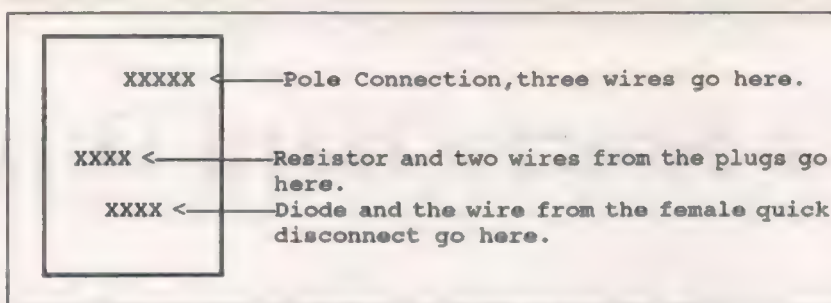 XXXXX <———Pole Connection,three wires go here.
XXXX <———Resistor and two wires from the plugs go
here.
XXXX <———Diode and the wire from the female quick
disconnect go here.